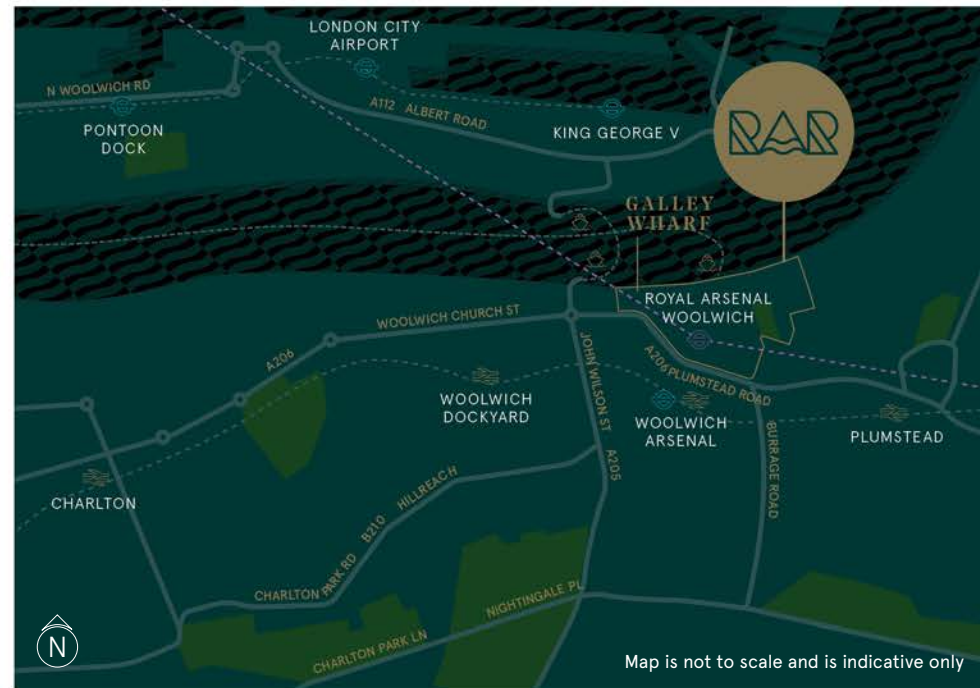 LONDON CITY
AIRPORT
N WOOLWICH RD
PONTOON
DOCK
A112 ALBERT ROAD
KING GEORGE V
RAR
GALLEY
WHARF
ROYAL ARSENAL
WOOLWICH
WOOLWICH CHURCH ST
A206
JOHN WILSON ST
A205
A206 PLUMSTEAD ROAD
WOOLWICH
DOCKYARD
WOOLWICH
ARSENAL
PLUMSTEAD
BURRAGE ROAD
CHARLTON
B210 HILLREACH
CHARLTON PARK RD
NIGHTINGALE PL
CHARLTON PARK LN
N
Map is not to scale and is indicative only